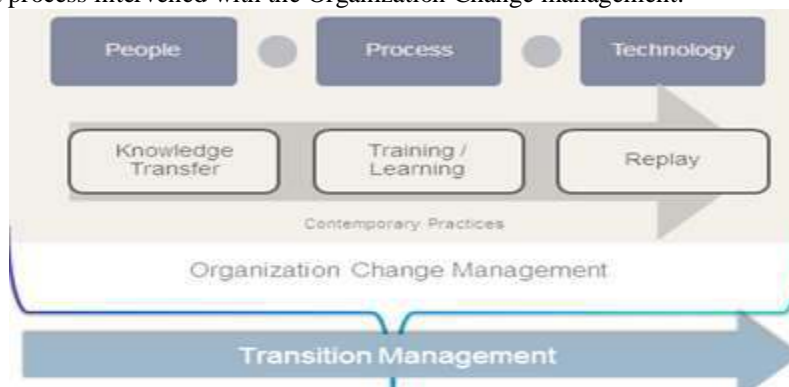 process intervened with the Organization Change management.
People Process Technology
Knowledge Transfer
Training / Learning
Replay
Contemporary Practices
Organization Change Management
Transition Management